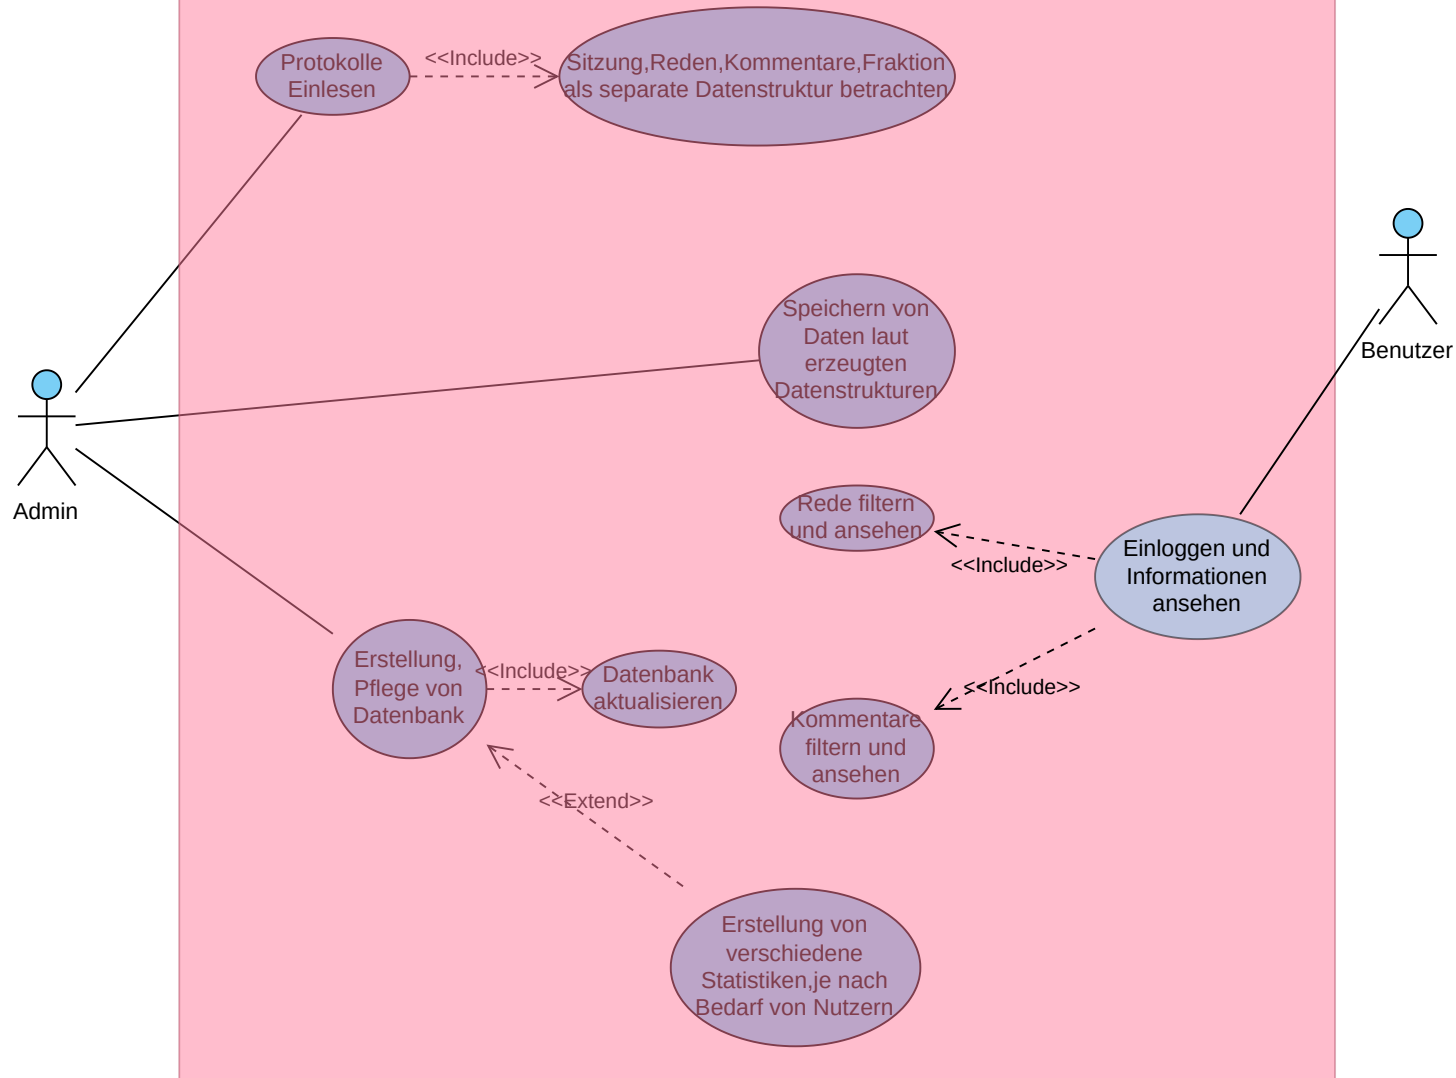 Protokolle
Einlesen
<<Include>>
Sitzung,Reden,Kommentare,Fraktion
als separate Datenstruktur betrachten
Benutzer
Speichern von
Daten laut
erzeugten
Datenstrukturen
Admin
Rede filtern
und ansehen
<<Include>>
Einloggen und
Informationen
ansehen
Erstellung,
Pflege von
Datenbank
<<Include>>
Datenbank
aktualisieren
<<Include>>
Kommentare
filtern und
ansehen
<<Extend>>
Erstellung von
verschiedene
Statistiken,je nach
Bedarf von Nutzern